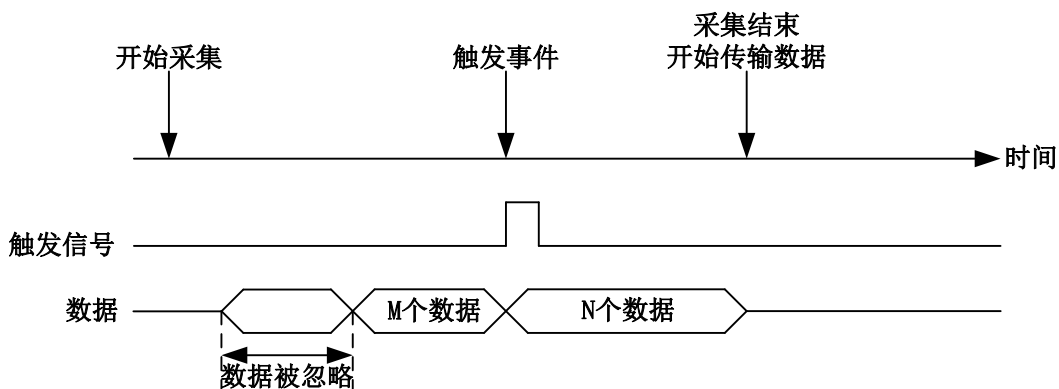 采集结束
开始采集
触发事件
开始传输数据
时间
触发信号
数据
M个数据
N个数据
数据被忽略